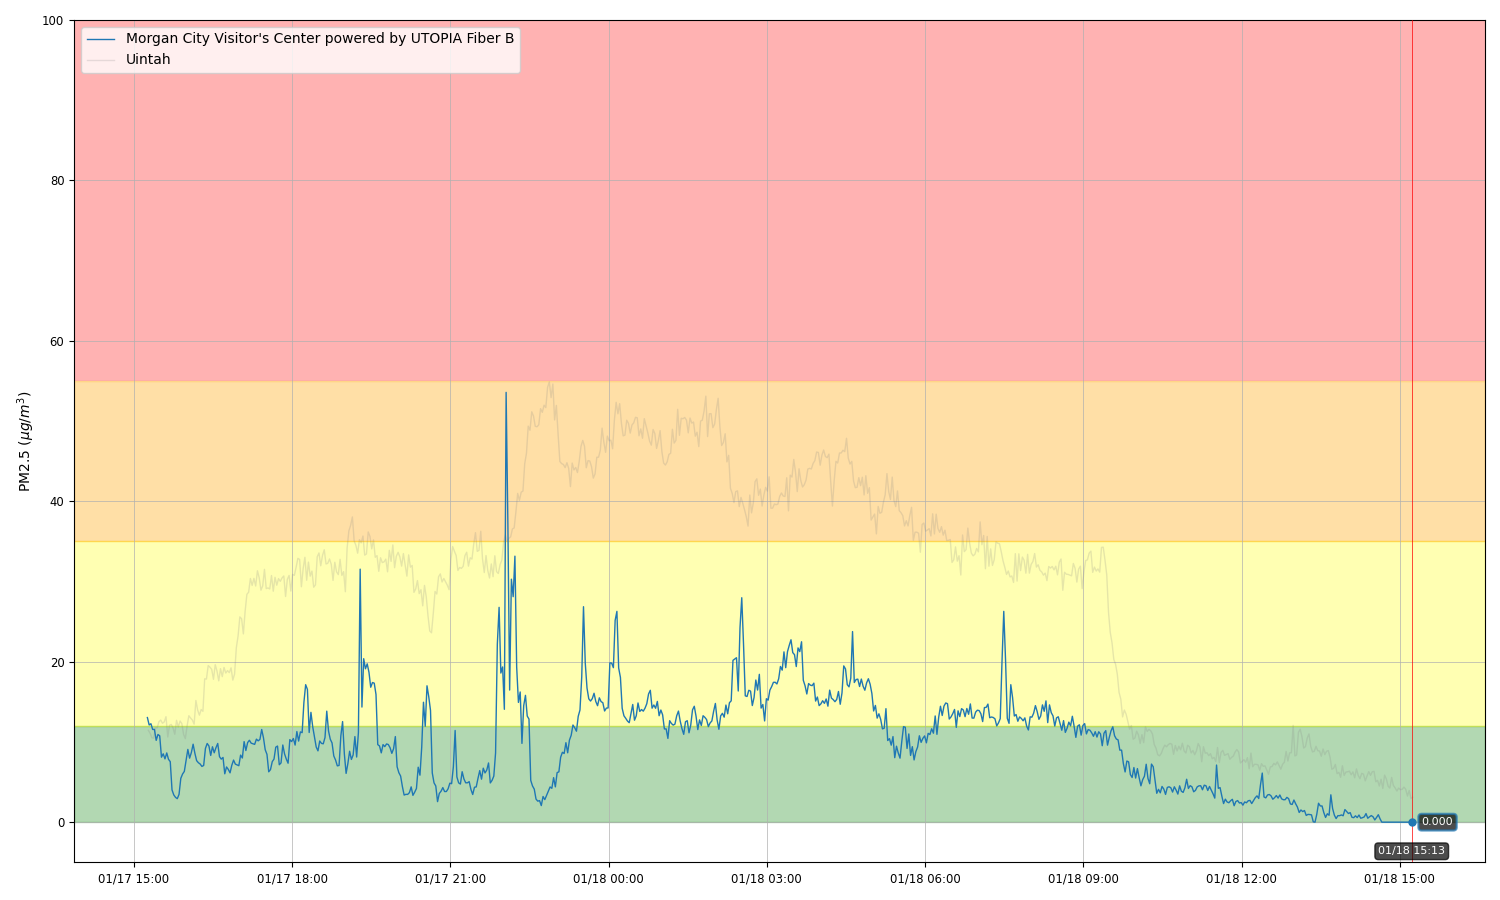 100
Morgan City Visitor's Center powered by UTOPIA Fiber B
Uintah
80
60
PM2.5 (μg/m³)
40
20
0
0.000
01/18 15:13
01/17 15:00 01/17 18:00 01/17 21:00 01/18 00:00 01/18 03:00 01/18 06:00 01/18 09:00 01/18 12:00 01/18 15:00